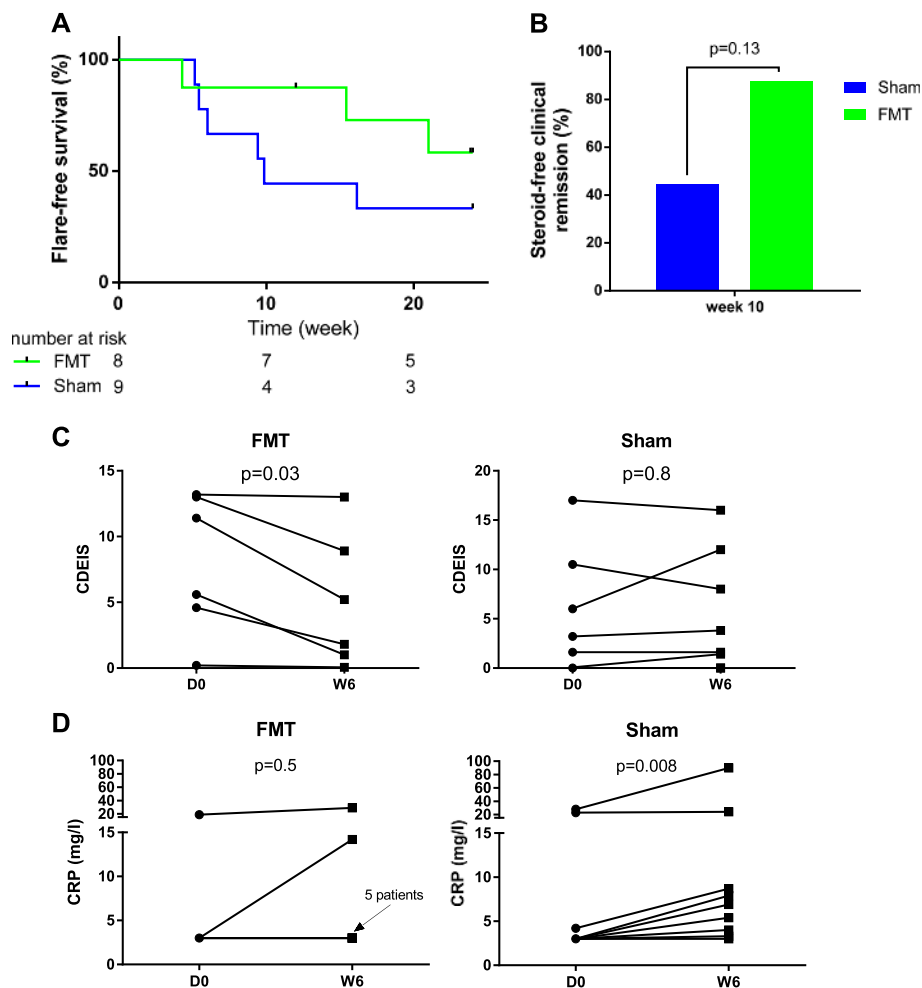 A
Flare-free survival (%)
100
50
0
0 10 20
Time (week)
number at risk
FMT 8 7 5
Sham 9 4 3
B
p=0.13
Steroid-free clinical
remission (%)
100
80
60
40
20
0
week 10
Sham
FMT
C
FMT
p=0.03
CDEIS
15
10
5
0
D0 W6
Sham
p=0.8
CDEIS
20
15
10
5
0
D0 W6
D
FMT
p=0.5
CRP (mg/l)
100
80
60
40
20
15
10
5
0
5 patients
D0 W6
Sham
p=0.008
CRP (mg/l)
100
80
60
40
20
15
10
5
0
D0 W6